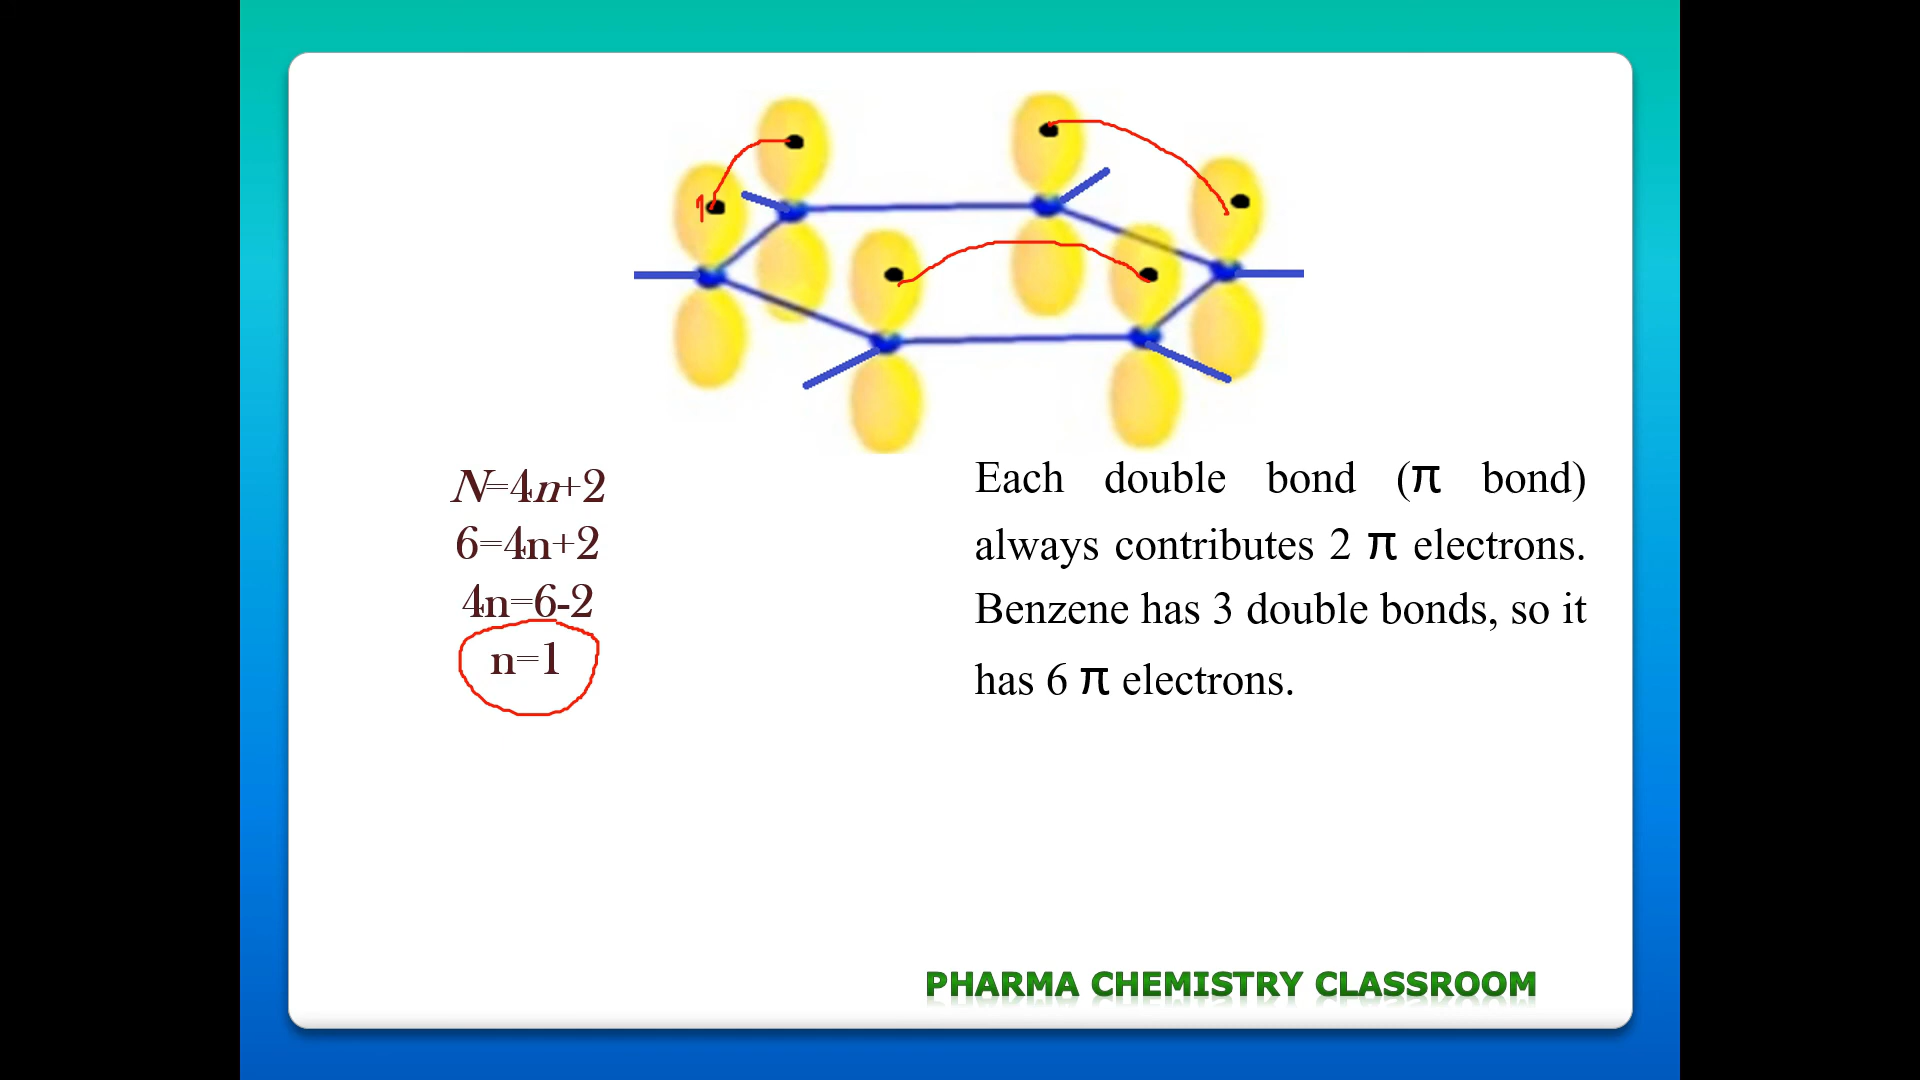 1
N=4n+2
6=4n+2
4n=6-2
n=1
Each double bond (π bond)
always contributes 2 π electrons.
Benzene has 3 double bonds, so it
has 6 π electrons.
PHARMA CHEMISTRY CLASSROOM